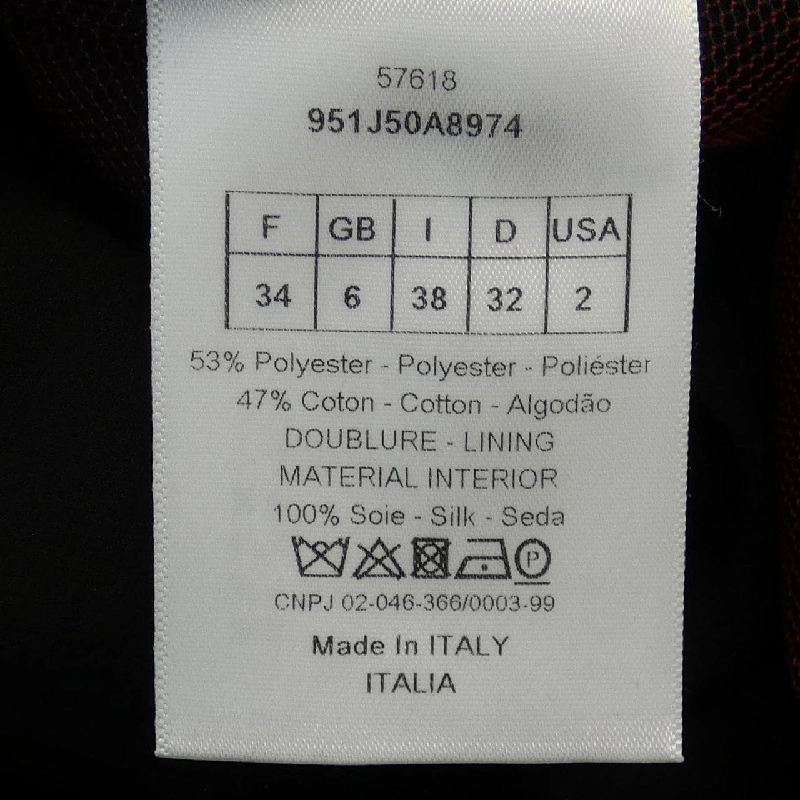 57618
951J50A8974
F GB I D USA
34 6 38 32 2
53% Polyester - Polyester - Poliéster
47% Coton - Cotton - Algodão
DOUBLURE - LINING
MATERIAL INTERIOR
100% Soie - Silk - Seda
P
CNPJ 02-046-366/0003-99
Made In ITALY
ITALIA